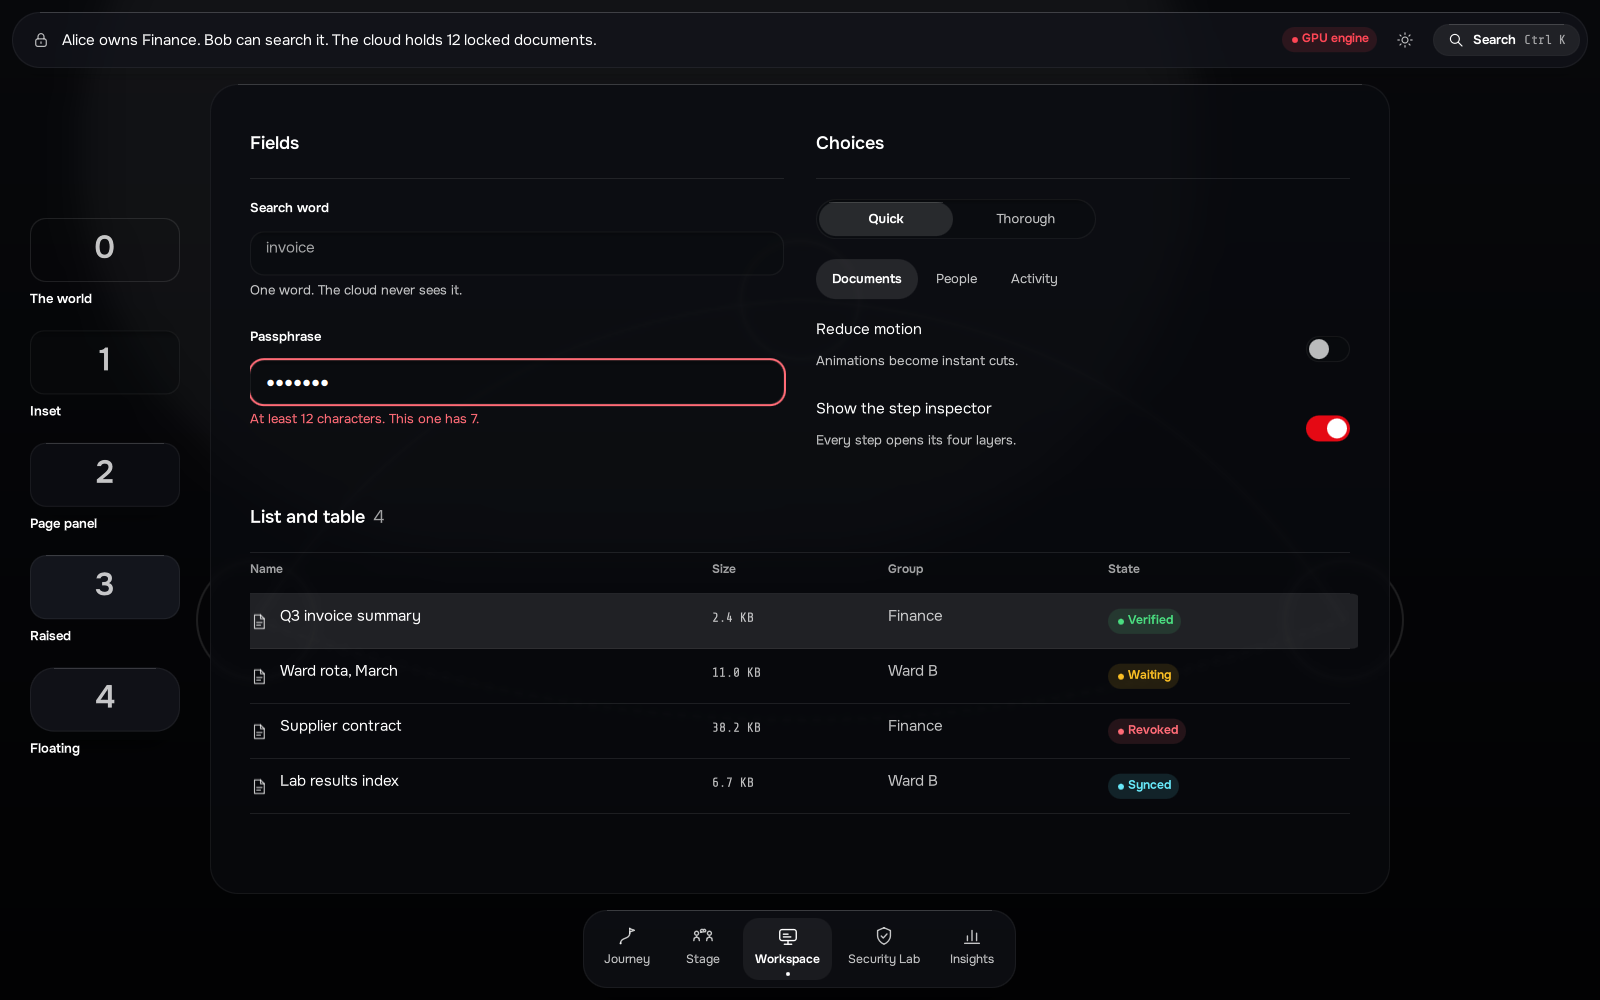 Alice owns Finance. Bob can search it. The cloud holds 12 locked documents.
GPU engine
Search Ctrl K
0
The world
1
Inset
2
Page panel
3
Raised
4
Floating
Fields
Search word
invoice
One word. The cloud never sees it.
Passphrase
•••••••
At least 12 characters. This one has 7.
Choices
Quick Thorough
Documents People Activity
Reduce motion
Animations become instant cuts.
Show the step inspector
Every step opens its four layers.
List and table 4
Name Size Group State
Q3 invoice summary 2.4 KB Finance Verified
Ward rota, March 11.0 KB Ward B Waiting
Supplier contract 38.2 KB Finance Revoked
Lab results index 6.7 KB Ward B Synced
Journey Stage Workspace Security Lab Insights